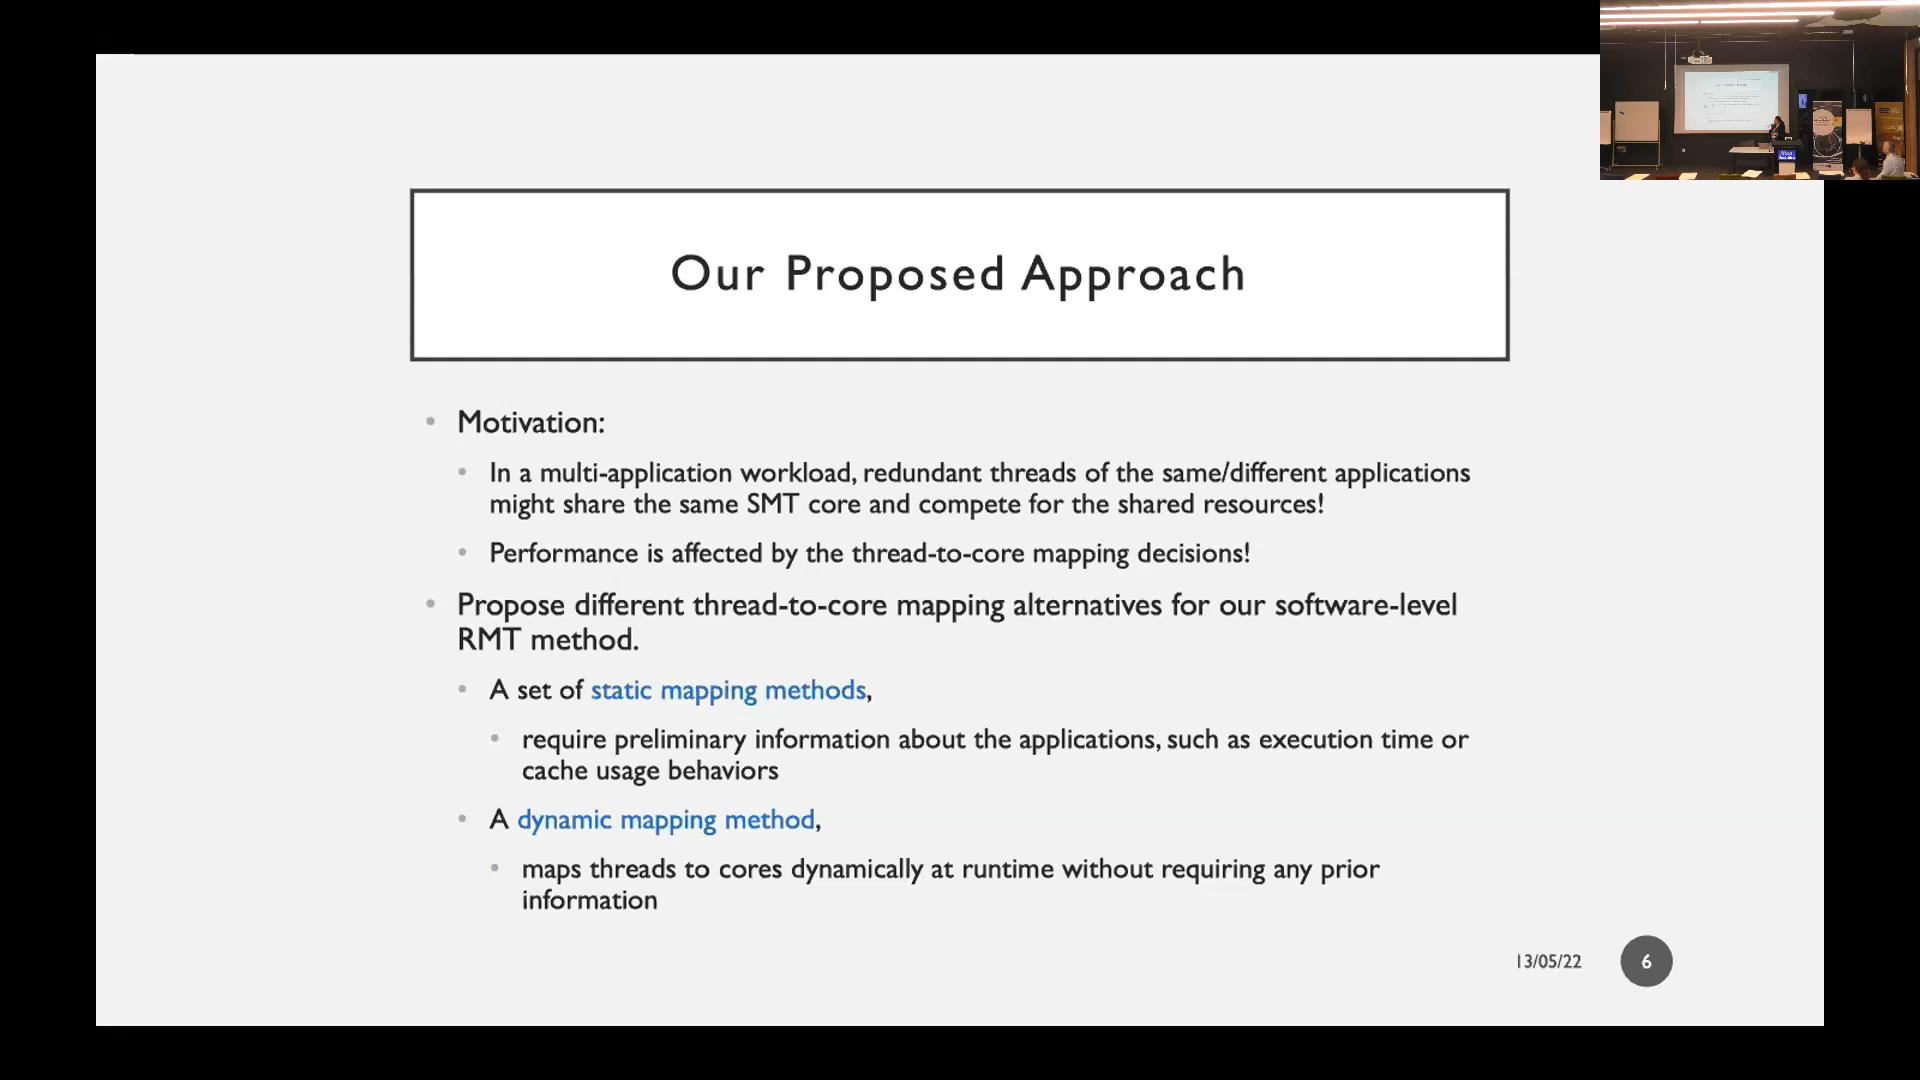 Our Proposed Approach
• Motivation:
• In a multi-application workload, redundant threads of the same/different applications
might share the same SMT core and compete for the shared resources!
• Performance is affected by the thread-to-core mapping decisions!
• Propose different thread-to-core mapping alternatives for our software-level
RMT method.
• A set of static mapping methods,
• require preliminary information about the applications, such as execution time or
cache usage behaviors
• A dynamic mapping method,
• maps threads to cores dynamically at runtime without requiring any prior
information
13/05/22
6